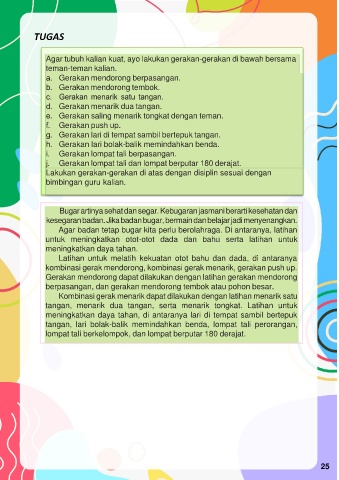 TUGAS
Agar tubuh kalian kuat, ayo lakukan gerakan-gerakan di bawah bersama
teman-teman kalian.
a. Gerakan mendorong berpasangan.
b. Gerakan mendorong tembok.
c. Gerakan menarik satu tangan.
d. Gerakan menarik dua tangan.
e. Gerakan saling menarik tongkat dengan teman.
f. Gerakan push up.
g. Gerakan lari di tempat sambil bertepuk tangan.
h. Gerakan lari bolak-balik memindahkan benda.
i. Gerakan lompat tali berpasangan.
j. Gerakan lompat tali dan lompat berputar 180 derajat.
Lakukan gerakan-gerakan di atas dengan disiplin sesuai dengan
bimbingan guru kalian.
Bugar artinya sehat dan segar. Kebugaran jasmani berarti kesehatan dan
kesegaran badan. Jika badan bugar, bermain dan belajar jadi menyenangkan.
Agar badan tetap bugar kita perlu berolahraga. Di antaranya, latihan
untuk meningkatkan otot-otot dada dan bahu serta latihan untuk
meningkatkan daya tahan.
Latihan untuk melatih kekuatan otot bahu dan dada, di antaranya
kombinasi gerak mendorong, kombinasi gerak menarik, gerakan push up.
Gerakan mendorong dapat dilakukan dengan latihan gerakan mendorong
berpasangan, dan gerakan mendorong tembok atau pohon besar.
Kombinasi gerak menarik dapat dilakukan dengan latihan menarik satu
tangan, menarik dua tangan, serta menarik tongkat. Latihan untuk
meningkatkan daya tahan, di antaranya lari di tempat sambil bertepuk
tangan, lari bolak-balik memindahkan benda, lompat tali perorangan,
lompat tali berkelompok, dan lompat berputar 180 derajat.
25